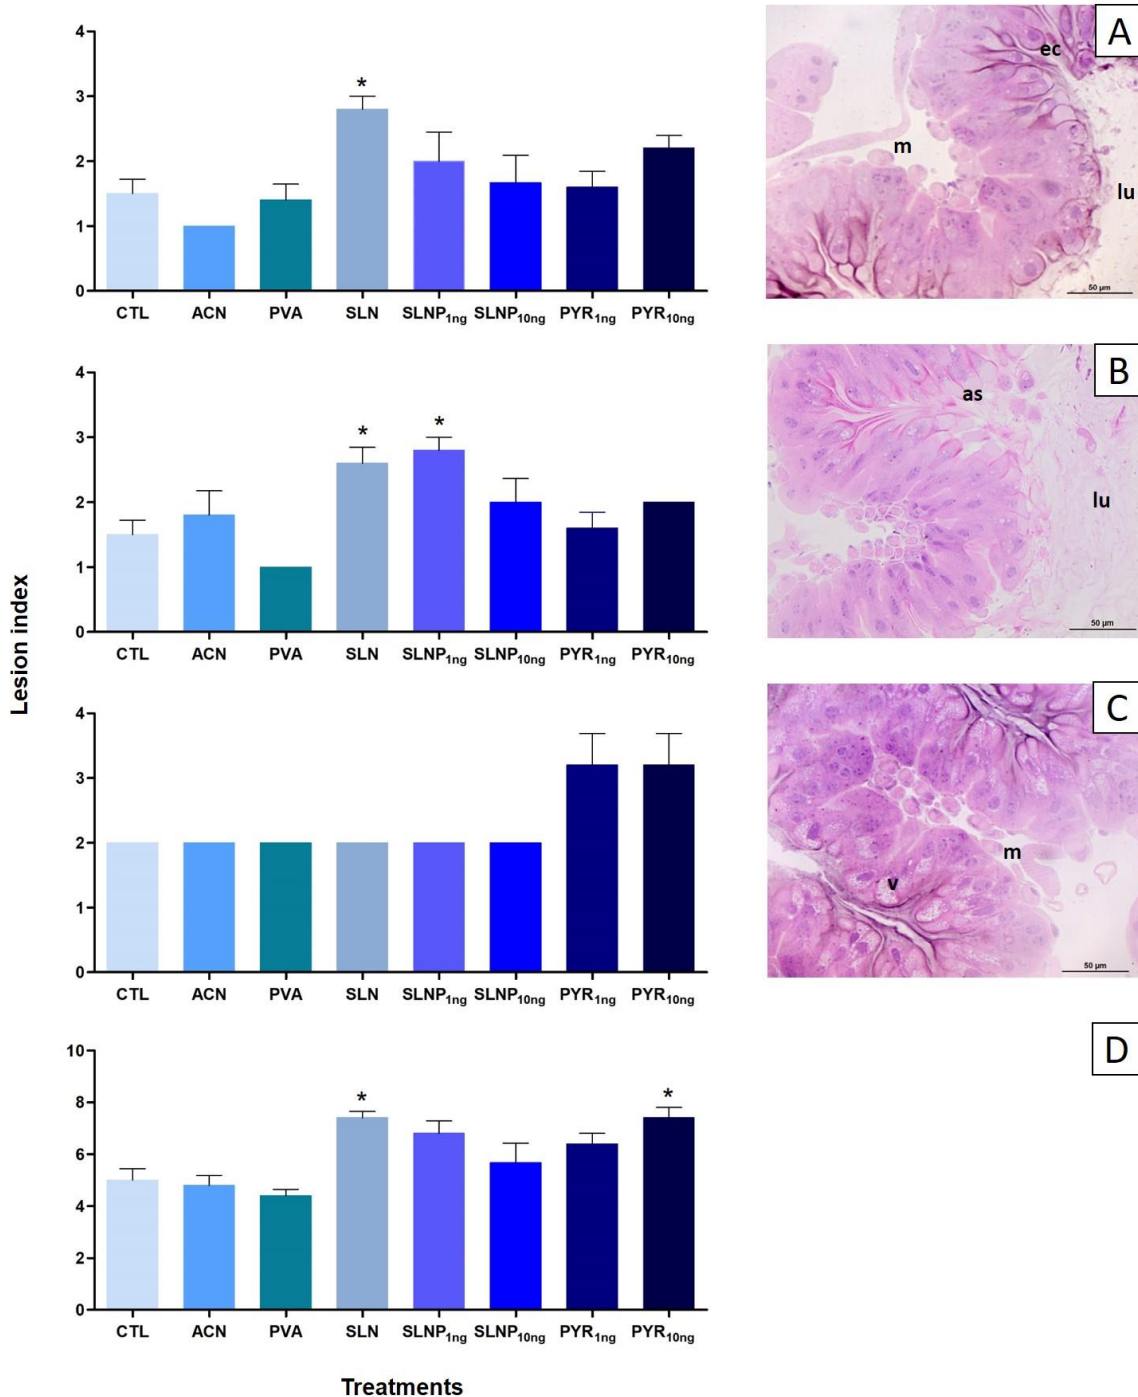 A
4
3
2
1
0
*
CTL ACN PVA SLN SLNP1ng SLNP10ng PYR1ng PYR10ng
ec
m
lu
50 µm
B
4
3
2
1
0
* *
CTL ACN PVA SLN SLNP1ng SLNP10ng PYR1ng PYR10ng
as
lu
50 µm
Lesion index
C
4
3
2
1
0
CTL ACN PVA SLN SLNP1ng SLNP10ng PYR1ng PYR10ng
m
v
50 µm
D
10
8
6
4
2
0
* *
CTL ACN PVA SLN SLNP1ng SLNP10ng PYR1ng PYR10ng
Treatments